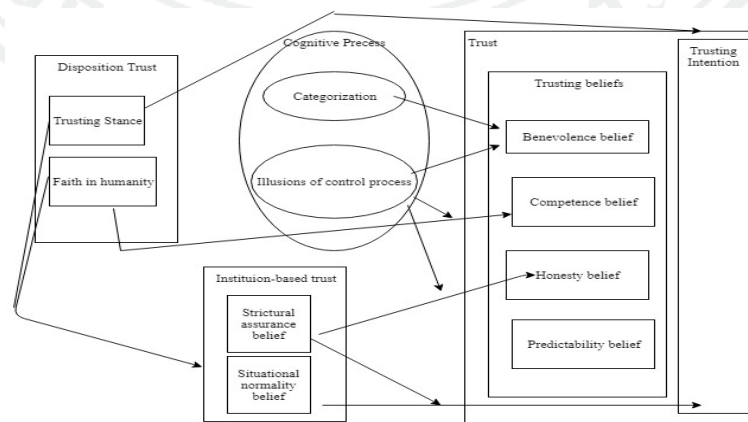 Disposition Trust
Trusting Stance
Faith in humanity
Cognitive Precess
Categorization
Illusions of control process
Instituion-based trust
Strictural
assurance
belief
Situational
normality
belief
Trust
Trusting beliefs
Benevolence belief
Competence belief
Honesty belief
Predictability belief
Trusting
Intention